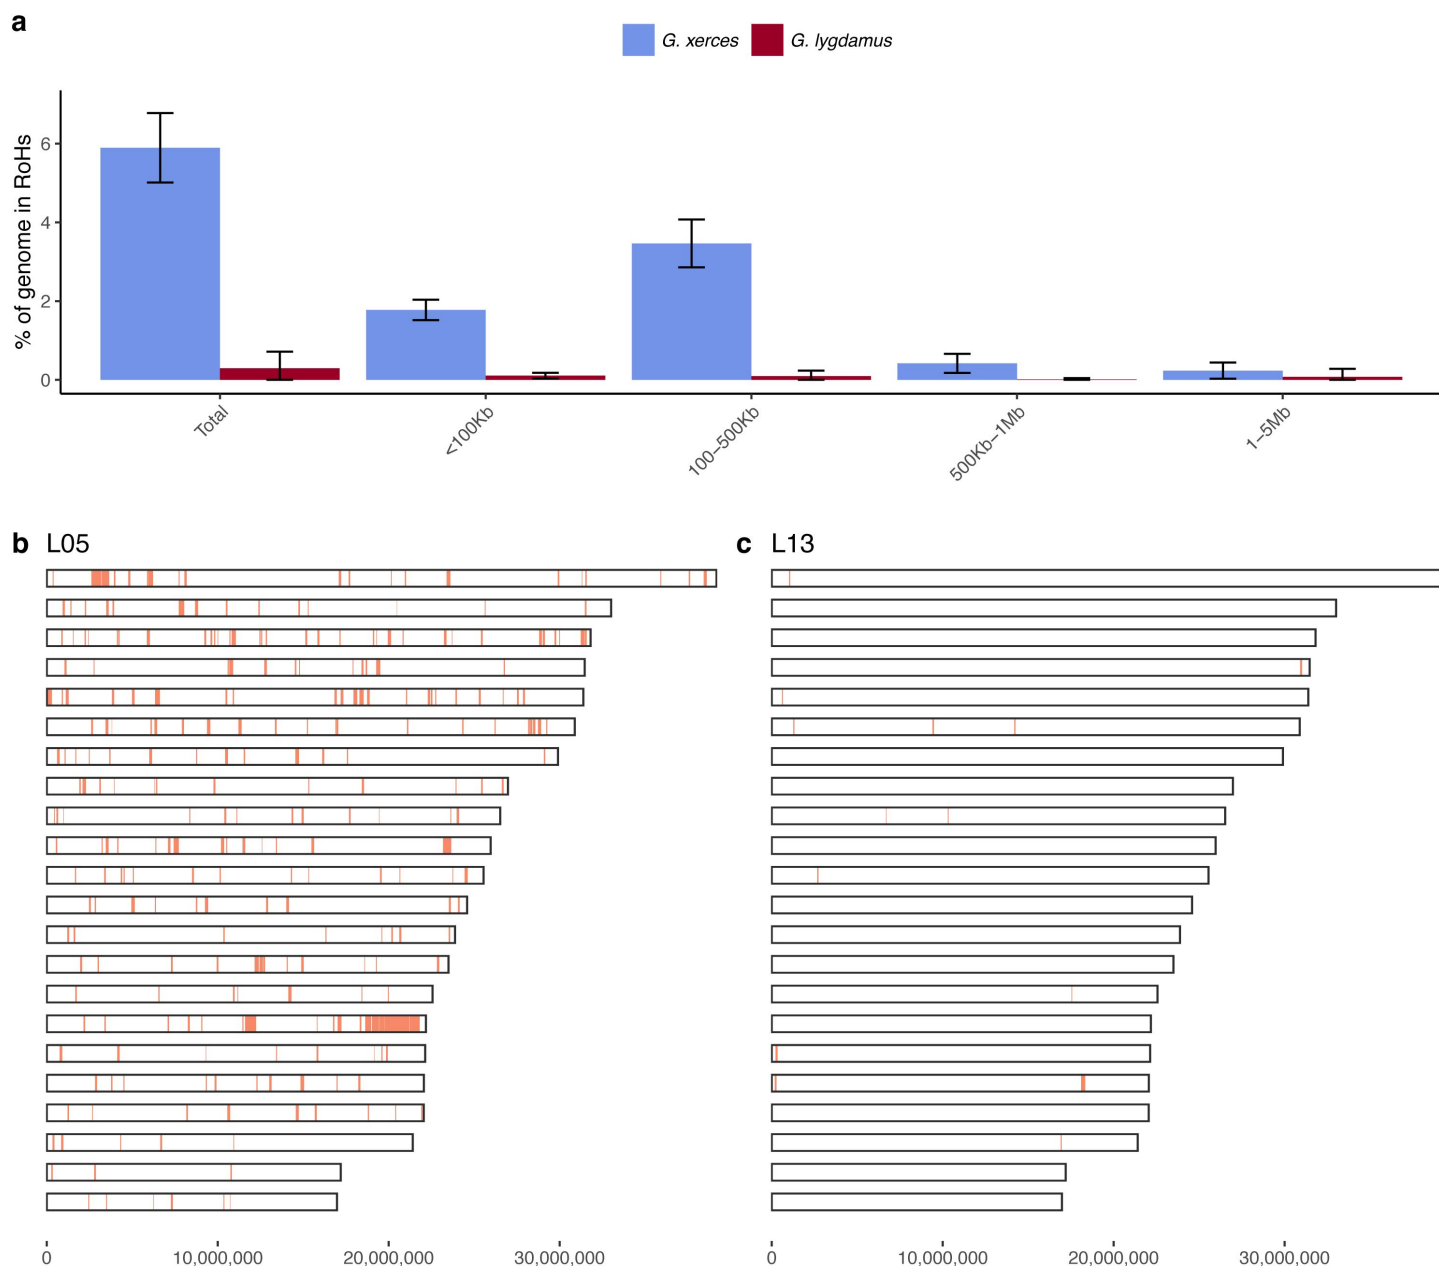 a
G. xerces G. lygdamus
% of genome in RoHs
6
4
2
0
Total <100Kb 100–500Kb 500Kb–1Mb 1–5Mb
b L05
c L13
0 10,000,000 20,000,000 30,000,000
0 10,000,000 20,000,000 30,000,000